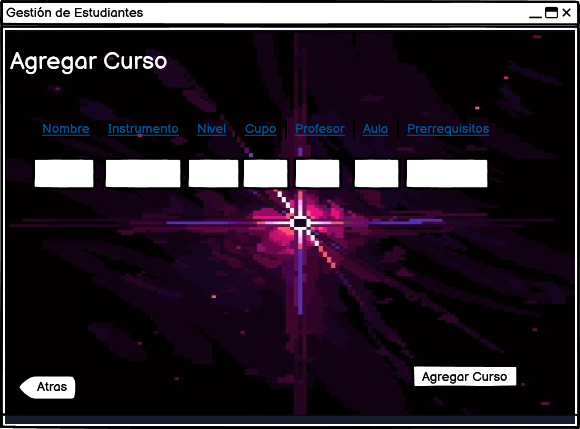 Gestión de Estudiantes
Agregar Curso
Nombre Instrumento Nivel Cupo Profesor Aula Prerrequisitos
Atras
Agregar Curso